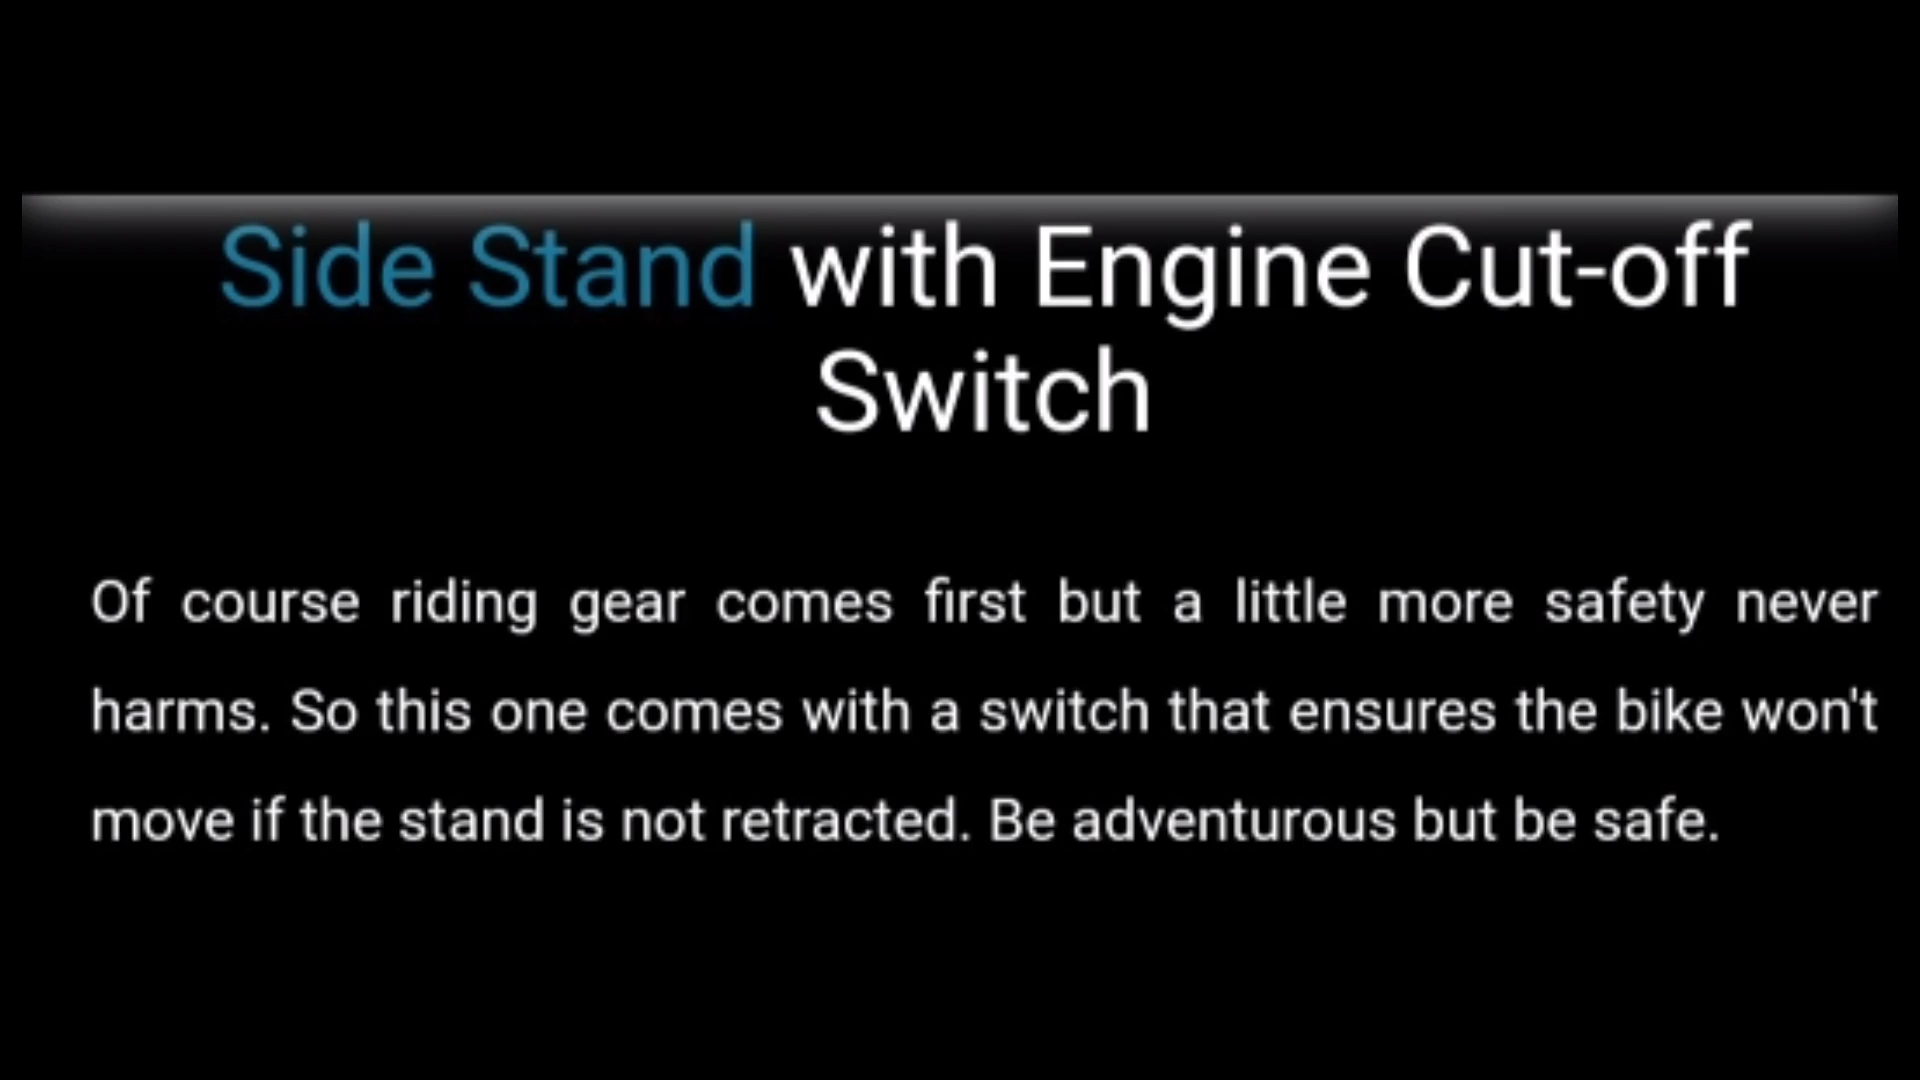 Side Stand with Engine Cut-off
Switch
Of course riding gear comes first but a little more safety never
harms. So this one comes with a switch that ensures the bike won't
move if the stand is not retracted. Be adventurous but be safe.